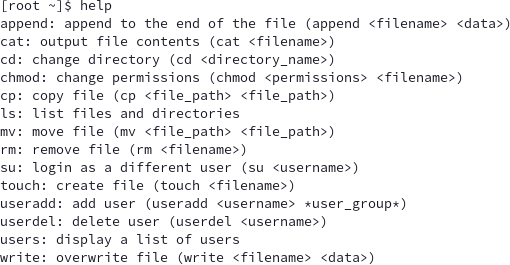 [root ~]$ help
append: append to the end of the file (append <filename> <data>)
cat: output file contents (cat <filename>)
cd: change directory (cd <directory_name>)
chmod: change permissions (chmod <permissions> <filename>)
cp: copy file (cp <file_path> <file_path>)
ls: list files and directories
mv: move file (mv <file_path> <file_path>)
rm: remove file (rm <filename>)
su: login as a different user (su <username>)
touch: create file (touch <filename>)
useradd: add user (useradd <username> *user_group*)
userdel: delete user (userdel <username>)
users: display a list of users
write: overwrite file (write <filename> <data>)